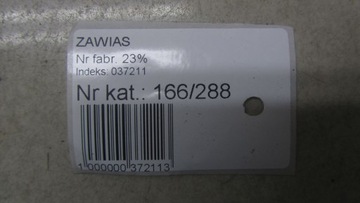 ZAWIAS
Nr fabr. 23%
Indeks. 037211
Nr kat.: 166/288
1 000000 372113